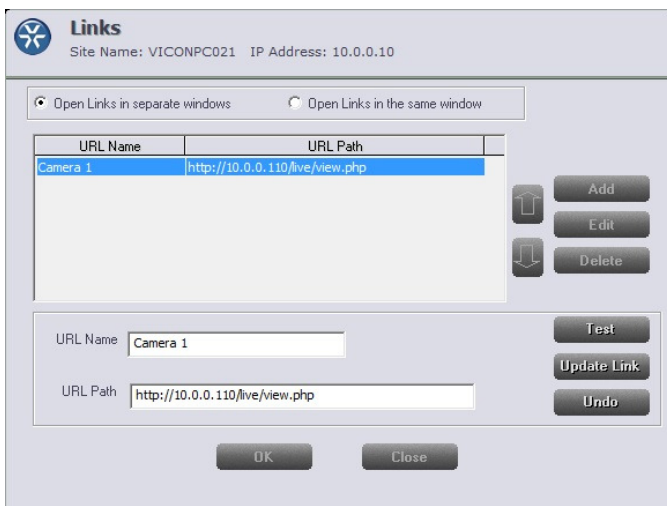 Links
Site Name: VICONPC021 IP Address: 10.0.0.10
Open Links in separate windows Open Links in the same window
URL Name URL Path
Camera 1 http://10.0.0.110/live/view.php
Add
Edit
Delete
URL Name Camera 1
URL Path http://10.0.0.110/live/view.php
Test
Update Link
Undo
OK Close